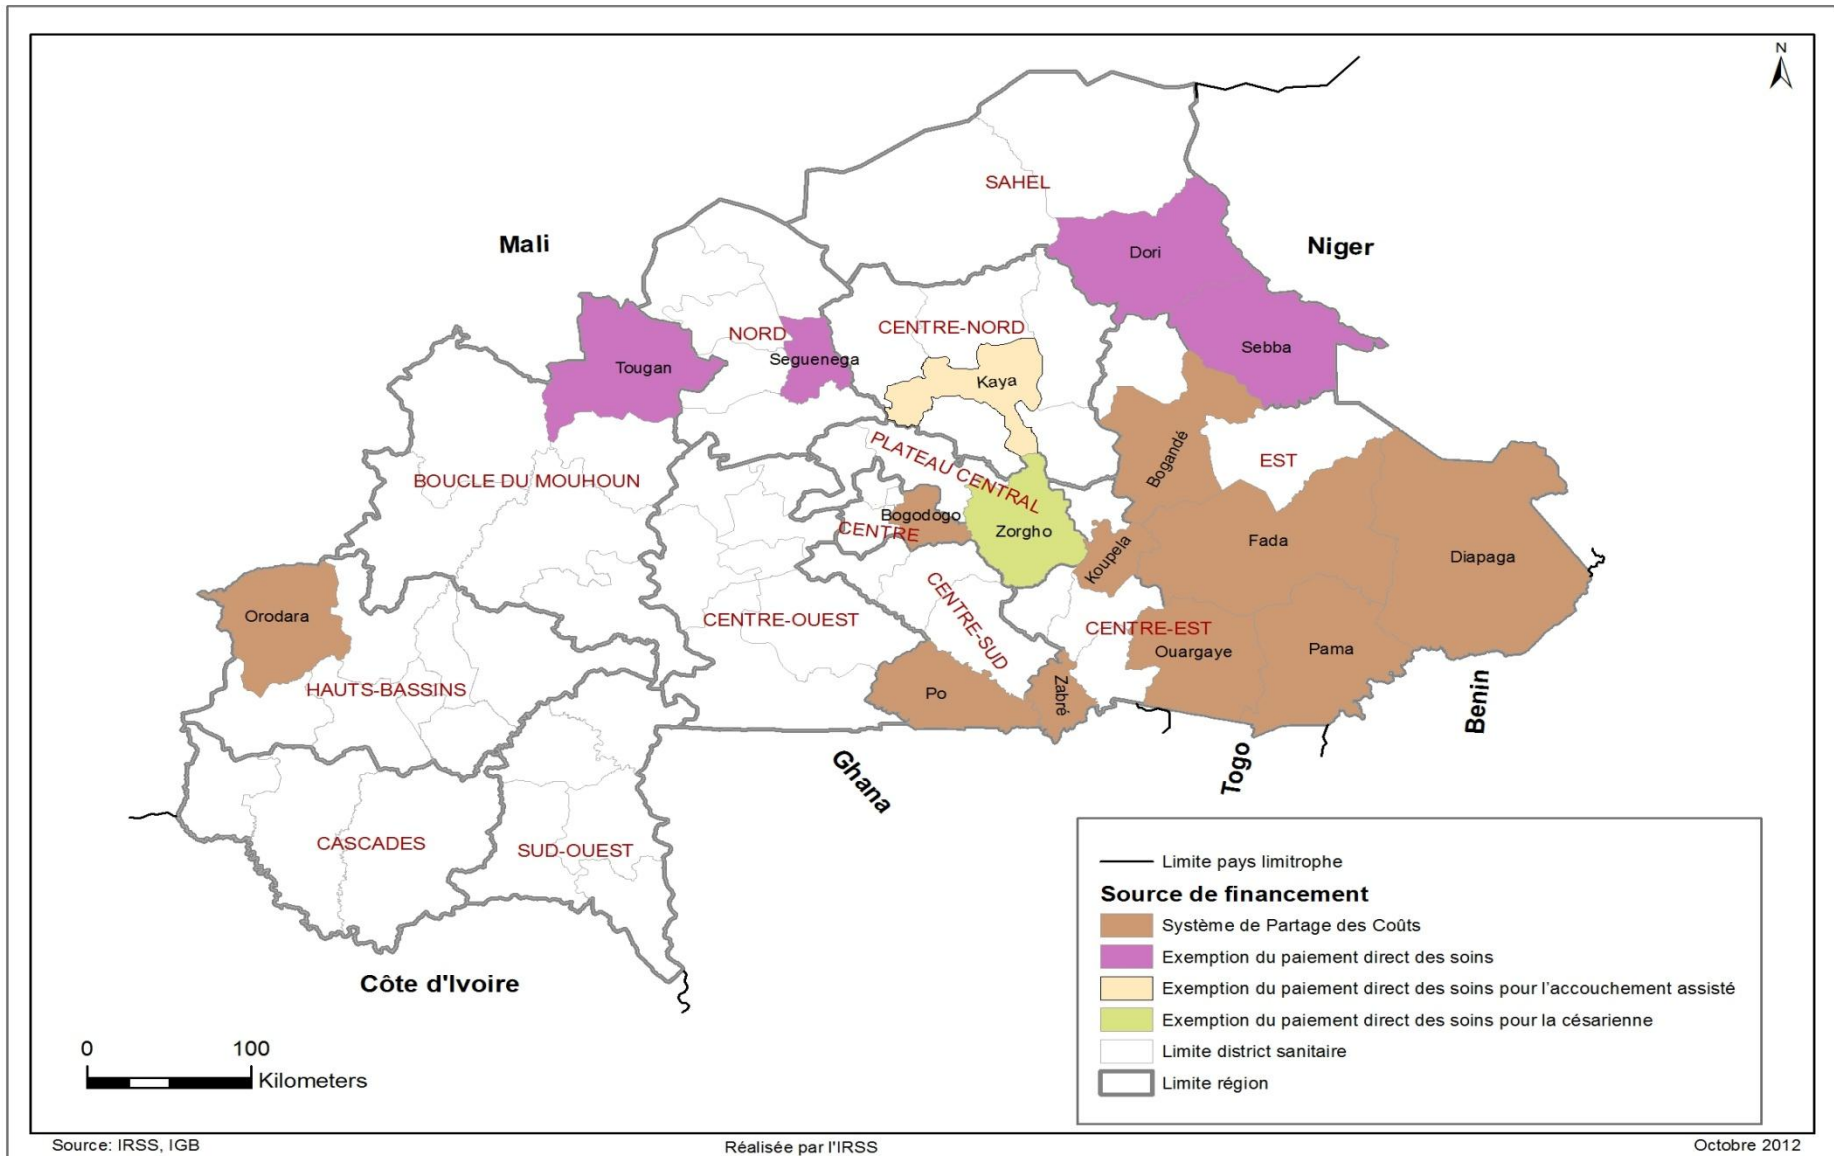 N
SAHEL
Mali
Dori
Niger
NORD
CENTRE-NORD
Tougan
Seguenega
Sebba
Kaya
PLATEAU CENTRAL
Bogandé
EST
BOUCLE DU MOUHOUN
Bogodogo
CENTRE
Zorgho
Koupela
Fada
Diapaga
Orodara
CENTRE-OUEST
CENTRE-SUD
CENTRE-EST
Ouargaye
Pama
HAUTS-BASSINS
Po
Zabré
Benin
Ghana
Togo
CASCADES
SUD-OUEST
Côte d'Ivoire
Limite pays limitrophe
Source de financement
Système de Partage des Coûts
Exemption du paiement direct des soins
Exemption du paiement direct des soins pour l'accouchement assisté
Exemption du paiement direct des soins pour la césarienne
Limite district sanitaire
Limite région
0 100
Kilometers
Source: IRSS, IGB
Réalisée par l'IRSS
Octobre 2012